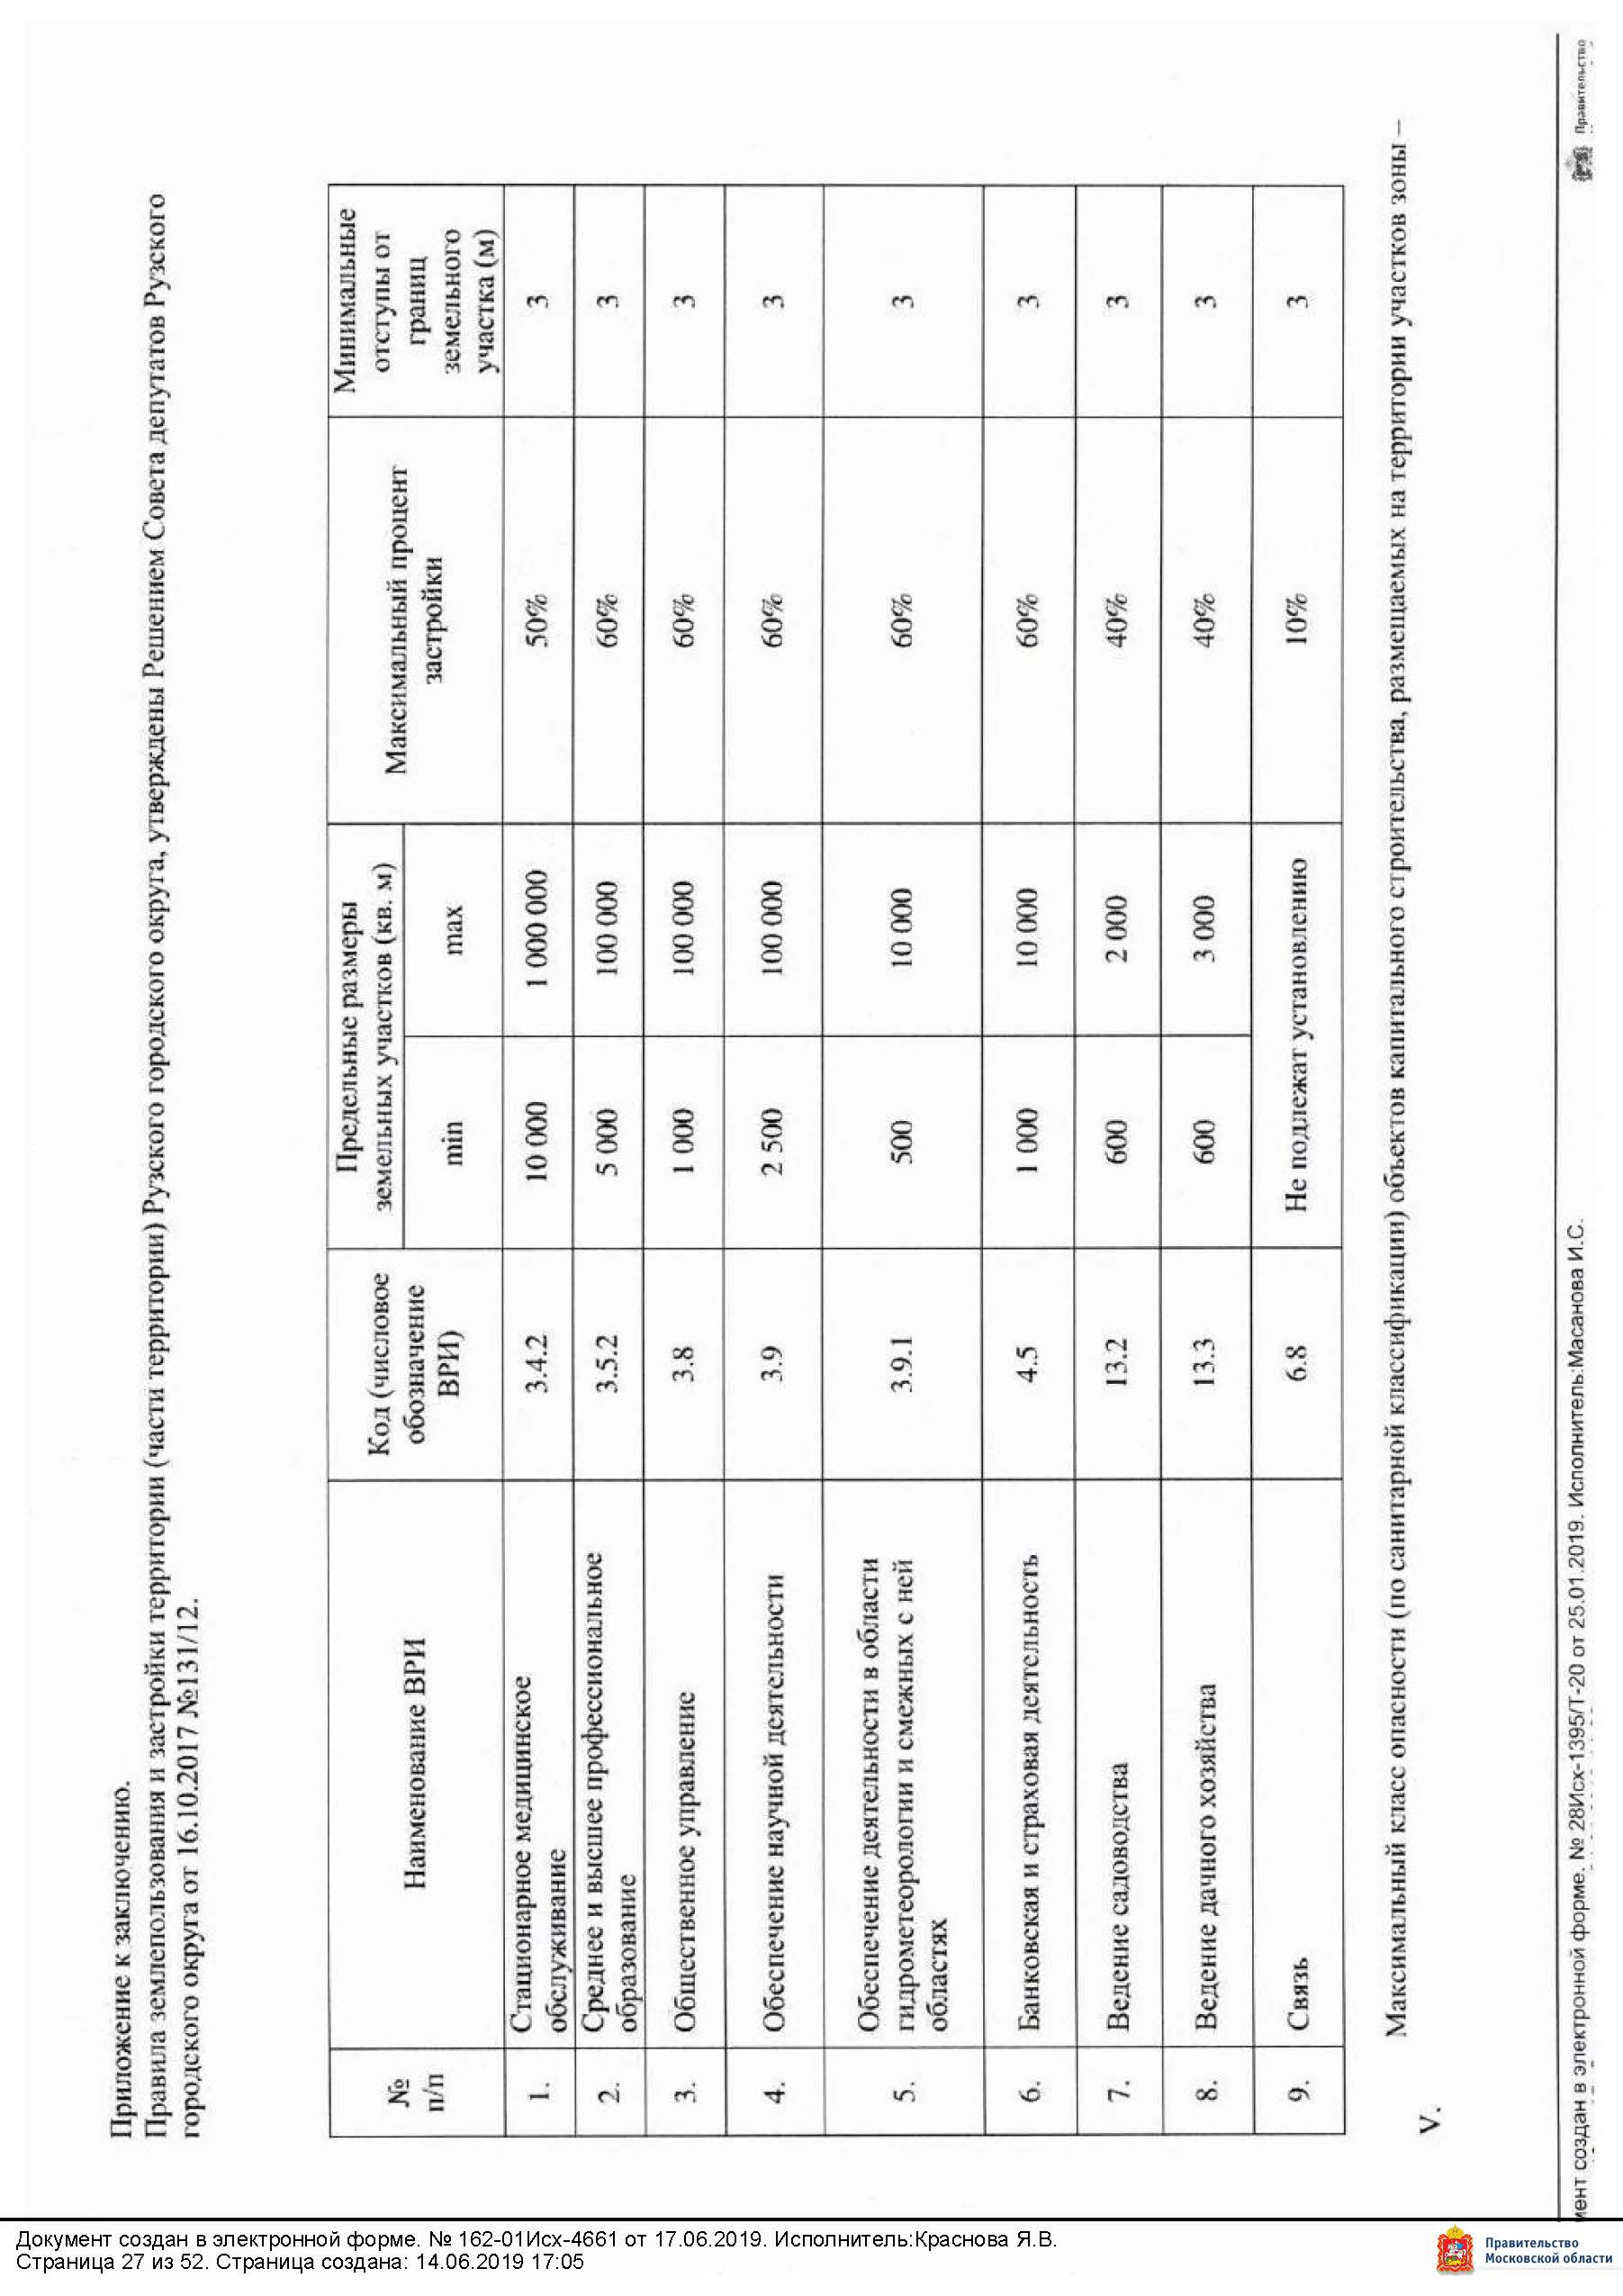 Приложение к заключению.
Правила землепользования и застройки территории (части территории) Рузского городского округа, утверждены Решением Совета депутатов Рузского
городского округа от 16.10.2017 №131/12.
№
п/п
Наименование ВРИ
Код (числовое
обозначение
ВРИ)
Предельные размеры
земельных участков (кв. м)
min
max
Максимальный процент
застройки
Минимальные
отступы от
границ
земельного
участка (м)
1. Стационарное медицинское
обслуживание
3.4.2 10 000 1 000 000 50% 3
2. Среднее и высшее профессиональное
образование
3.5.2 5 000 100 000 60% 3
3. Общественное управление 3.8 1 000 100 000 60% 3
4. Обеспечение научной деятельности 3.9 2 500 100 000 60% 3
5. Обеспечение деятельности в области
гидрометеорологии и смежных с ней
областях
3.9.1 500 10 000 60% 3
6. Банковская и страховая деятельность 4.5 1 000 10 000 60% 3
7. Ведение садоводства 13.2 600 2 000 40% 3
8. Ведение дачного хозяйства 13.3 600 3 000 40% 3
9. Связь 6.8 Не подлежат установлению 10% 3
Максимальный класс опасности (по санитарной классификации) объектов капитального строительства, размещаемых на территории участков зоны –
V.
мент создан в электронной форме. № 28Исх-1395/Т-20 от 25.01.2019. Исполнитель:Масанова И.С.
Правительство
Документ создан в электронной форме. № 162-01Исх-4661 от 17.06.2019. Исполнитель:Краснова Я.В.
Страница 27 из 52. Страница создана: 14.06.2019 17:05
Правительство
Московской области